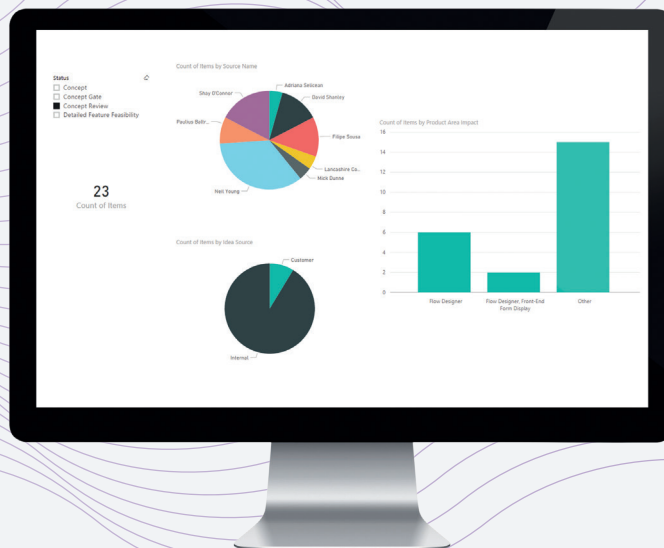 Status
Concept
Concept Gate
Concept Review
Detailed Feature Feasibility
23
Count of Items
Count of Items by Source Name
Adriana Selicean
David Shanley
Filipe Sousa
Lancashire Co...
Mick Dunne
Neil Young
Paulius Baltr...
Shay O'Connor
Count of Items by Idea Source
Customer
Internal
Count of Items by Product Area Impact
16
14
12
10
8
6
4
2
0
Flow Designer
Flow Designer, Front-End
Form Display
Other